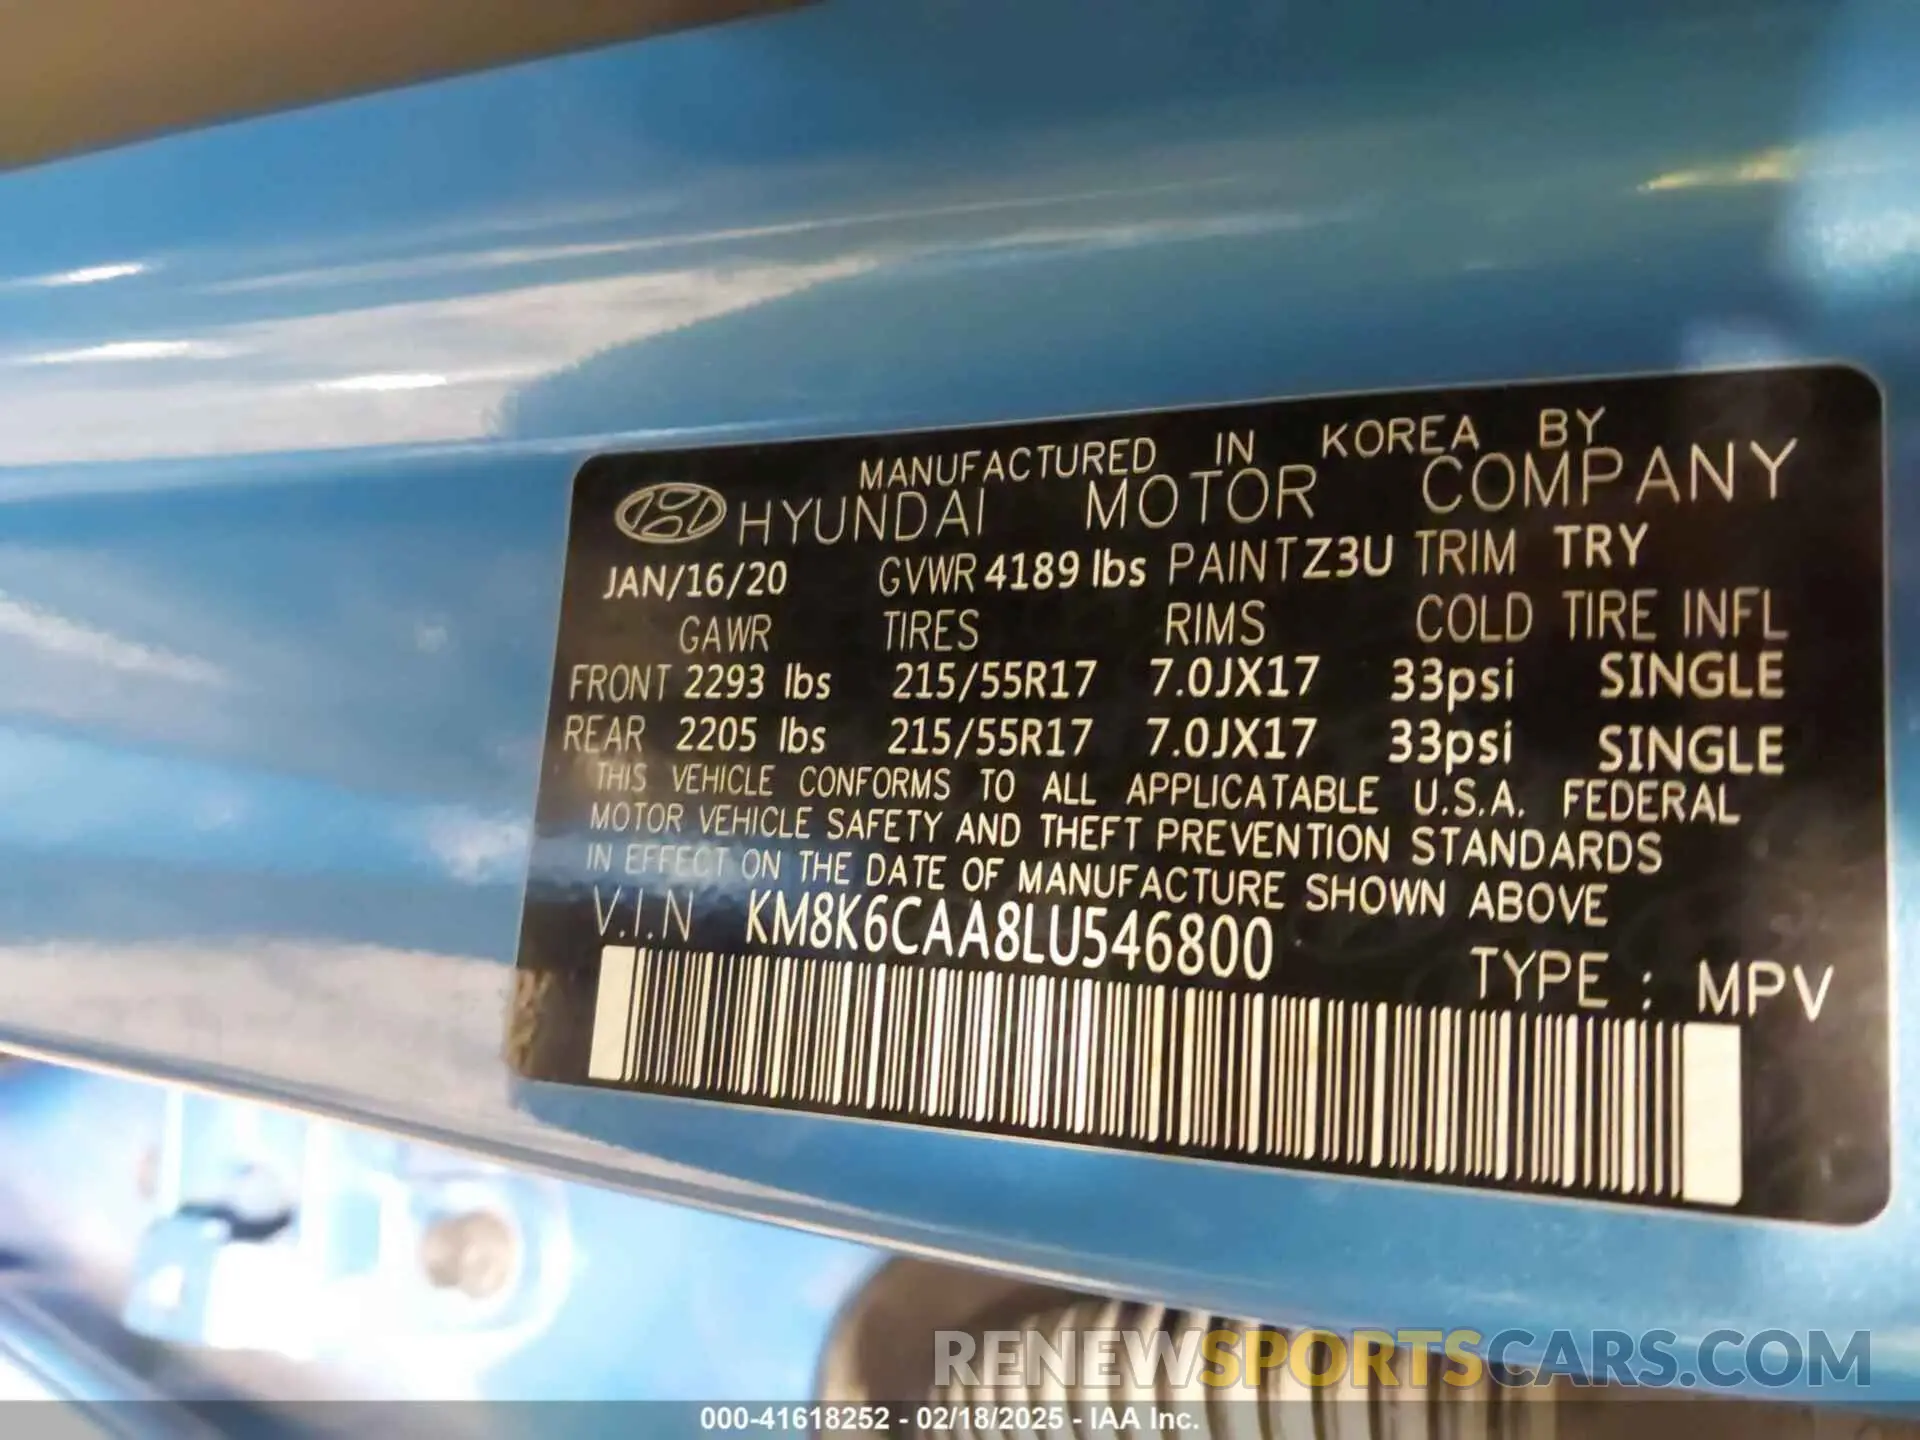 MANUFACTURED IN KOREA BY
HYUNDAI MOTOR COMPANY
JAN/16/20 GVWR 4189 lbs PAINT Z3U TRIM TRY
GAWR TIRES RIMS COLD TIRE INFL
FRONT 2293 lbs 215/55R17 7.0JX17 33psi SINGLE
REAR 2205 lbs 215/55R17 7.0JX17 33psi SINGLE
THIS VEHICLE CONFORMS TO ALL APPLICATABLE U.S.A. FEDERAL
MOTOR VEHICLE SAFETY AND THEFT PREVENTION STANDARDS
IN EFFECT ON THE DATE OF MANUFACTURE SHOWN ABOVE
V.I.N KM8K6CAA8LU546800
TYPE : MPV
RENEWSPORTSCARS.COM
000-41618252 - 02/18/2025 - IAA Inc.